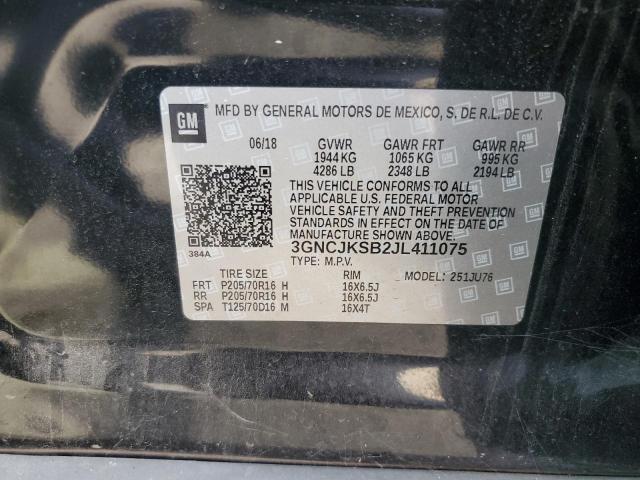 GM MFD BY GENERAL MOTORS DE MEXICO, S. DE R.L. DE C.V.
06/18 GVWR GAWR FRT GAWR RR
1944 KG 1065 KG 995 KG
4286 LB 2348 LB 2194 LB
THIS VEHICLE CONFORMS TO ALL
APPLICABLE U.S. FEDERAL MOTOR
VEHICLE SAFETY AND THEFT PREVENTION
STANDARDS IN EFFECT ON THE DATE OF
MANUFACTURE SHOWN ABOVE.
3GNCJKSB2JL411075
384A
TYPE: M.P.V.
MODEL: 251JU76
TIRE SIZE RIM
FRT P205/70R16 H 16X6.5J
RR P205/70R16 H 16X6.5J
SPA T125/70D16 M 16X4T